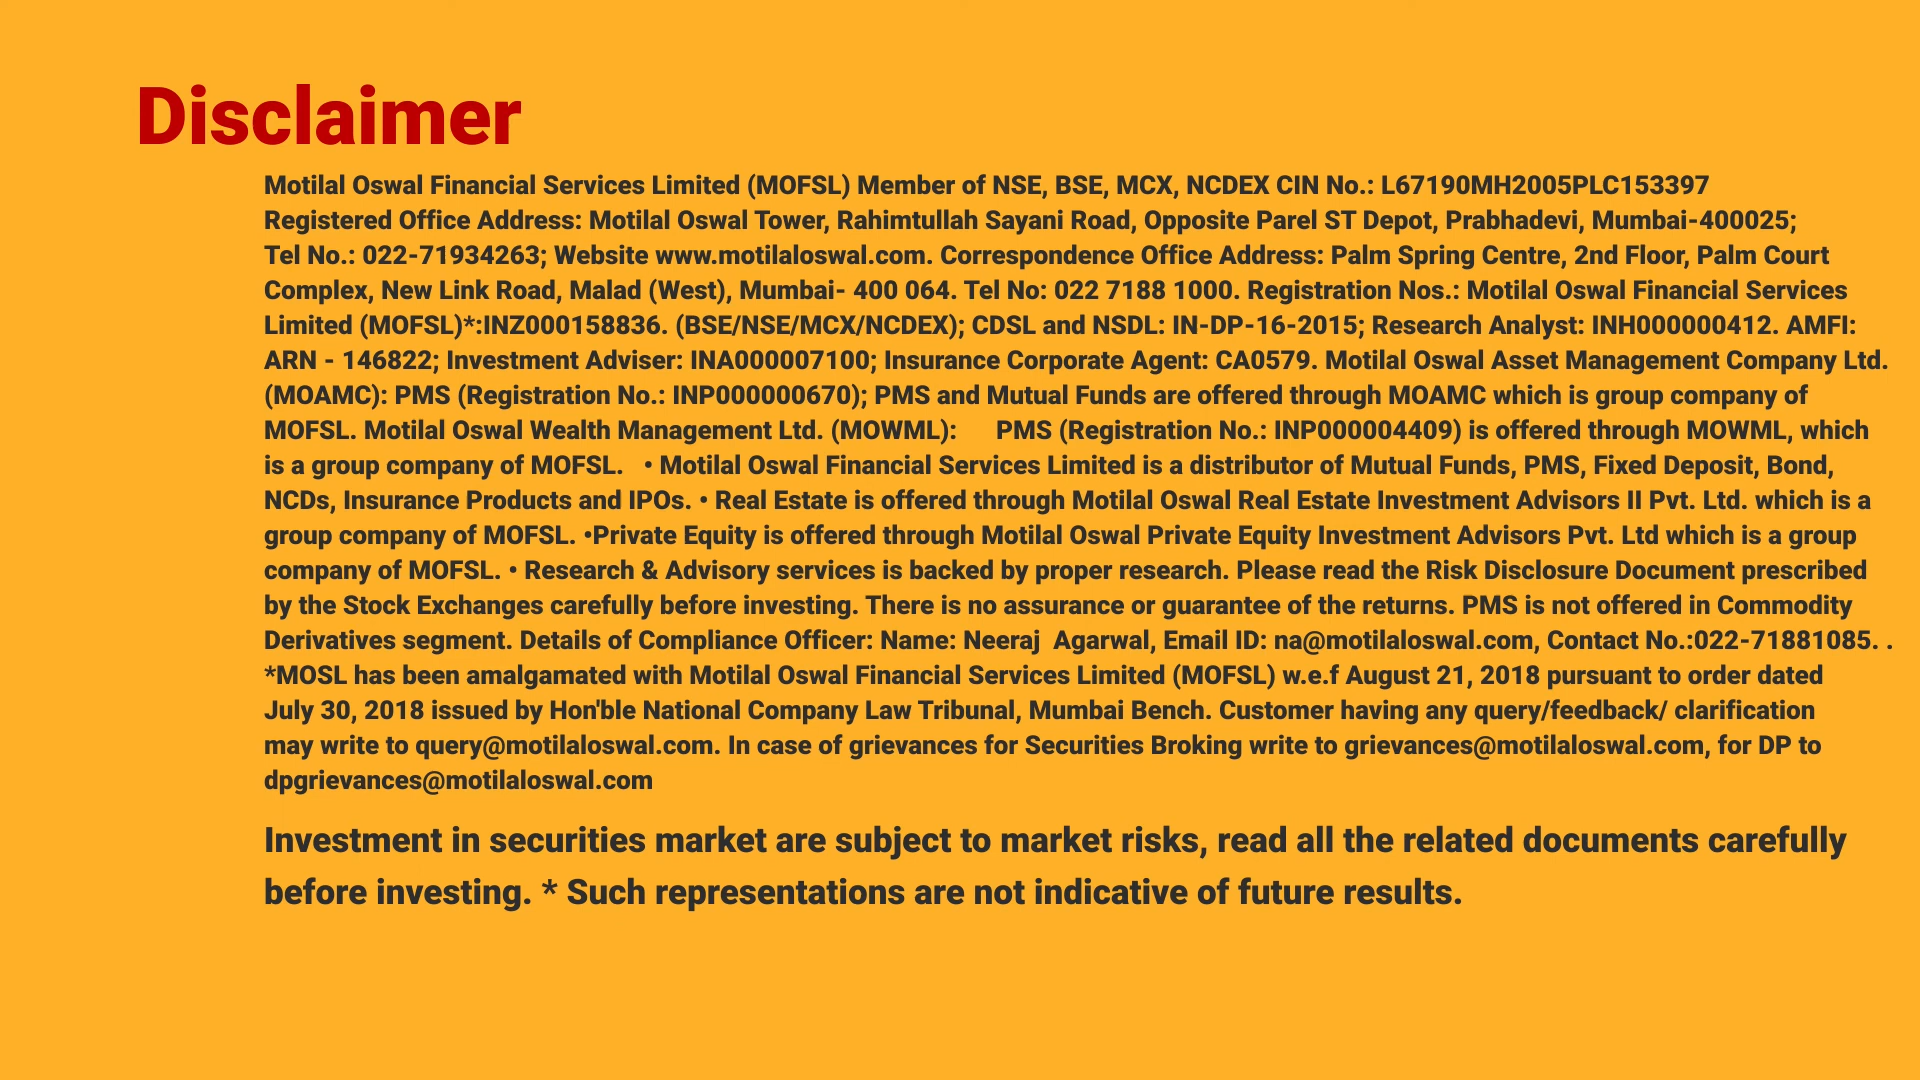 Disclaimer
Motilal Oswal Financial Services Limited (MOFSL) Member of NSE, BSE, MCX, NCDEX CIN No.: L67190MH2005PLC153397
Registered Office Address: Motilal Oswal Tower, Rahimtullah Sayani Road, Opposite Parel ST Depot, Prabhadevi, Mumbai-400025;
Tel No.: 022-71934263; Website www.motilaloswal.com. Correspondence Office Address: Palm Spring Centre, 2nd Floor, Palm Court
Complex, New Link Road, Malad (West), Mumbai- 400 064. Tel No: 022 7188 1000. Registration Nos.: Motilal Oswal Financial Services
Limited (MOFSL)*:INZ000158836. (BSE/NSE/MCX/NCDEX); CDSL and NSDL: IN-DP-16-2015; Research Analyst: INH000000412. AMFI:
ARN - 146822; Investment Adviser: INA000007100; Insurance Corporate Agent: CA0579. Motilal Oswal Asset Management Company Ltd.
(MOAMC): PMS (Registration No.: INP000000670); PMS and Mutual Funds are offered through MOAMC which is group company of
MOFSL. Motilal Oswal Wealth Management Ltd. (MOWML):      PMS (Registration No.: INP000004409) is offered through MOWML, which
is a group company of MOFSL.   • Motilal Oswal Financial Services Limited is a distributor of Mutual Funds, PMS, Fixed Deposit, Bond,
NCDs, Insurance Products and IPOs. • Real Estate is offered through Motilal Oswal Real Estate Investment Advisors II Pvt. Ltd. which is a
group company of MOFSL. •Private Equity is offered through Motilal Oswal Private Equity Investment Advisors Pvt. Ltd which is a group
company of MOFSL. • Research & Advisory services is backed by proper research. Please read the Risk Disclosure Document prescribed
by the Stock Exchanges carefully before investing. There is no assurance or guarantee of the returns. PMS is not offered in Commodity
Derivatives segment. Details of Compliance Officer: Name: Neeraj  Agarwal, Email ID: na@motilaloswal.com, Contact No.:022-71881085. .
*MOSL has been amalgamated with Motilal Oswal Financial Services Limited (MOFSL) w.e.f August 21, 2018 pursuant to order dated
July 30, 2018 issued by Hon'ble National Company Law Tribunal, Mumbai Bench. Customer having any query/feedback/ clarification
may write to query@motilaloswal.com. In case of grievances for Securities Broking write to grievances@motilaloswal.com, for DP to
dpgrievances@motilaloswal.com
Investment in securities market are subject to market risks, read all the related documents carefully
before investing. * Such representations are not indicative of future results.